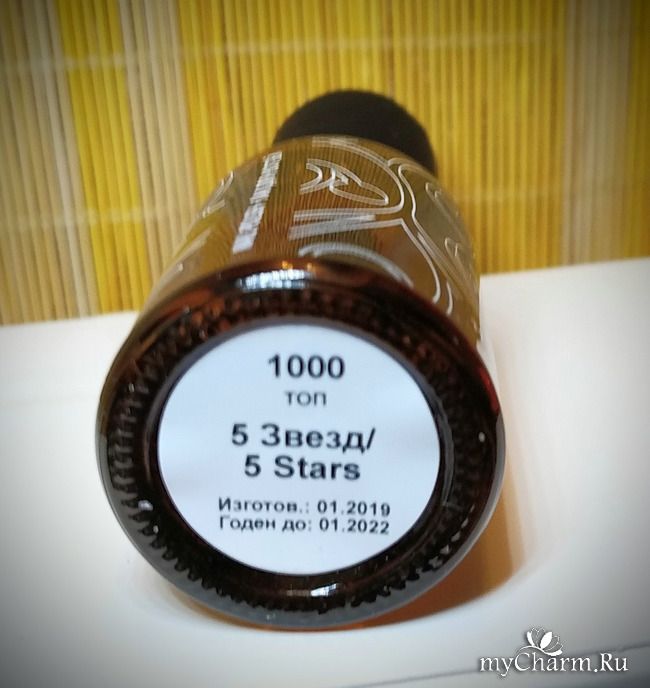 1000
топ
5 Звезд/
5 Stars
Изготов.: 01.2019
Годен до: 01.2022
myCharm.Ru